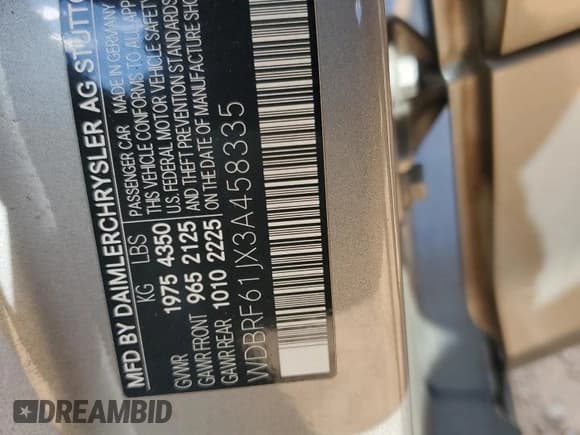 MFD BY DAIMLERCHRYSLER AG STUTTG
KG LBS PASSENGER CAR MADE IN GERMANY
GVWR 1975 4350 THIS VEHICLE CONFORMS TO ALL APP
GAWR FRONT 965 2125 U.S. FEDERAL MOTOR VEHICLE SAFETY
GAWR REAR 1010 2225 AND THEFT PREVENTION STANDARDS
ON THE DATE OF MANUFACTURE SHO
WDBRF61JX3A458335
DREAMBID